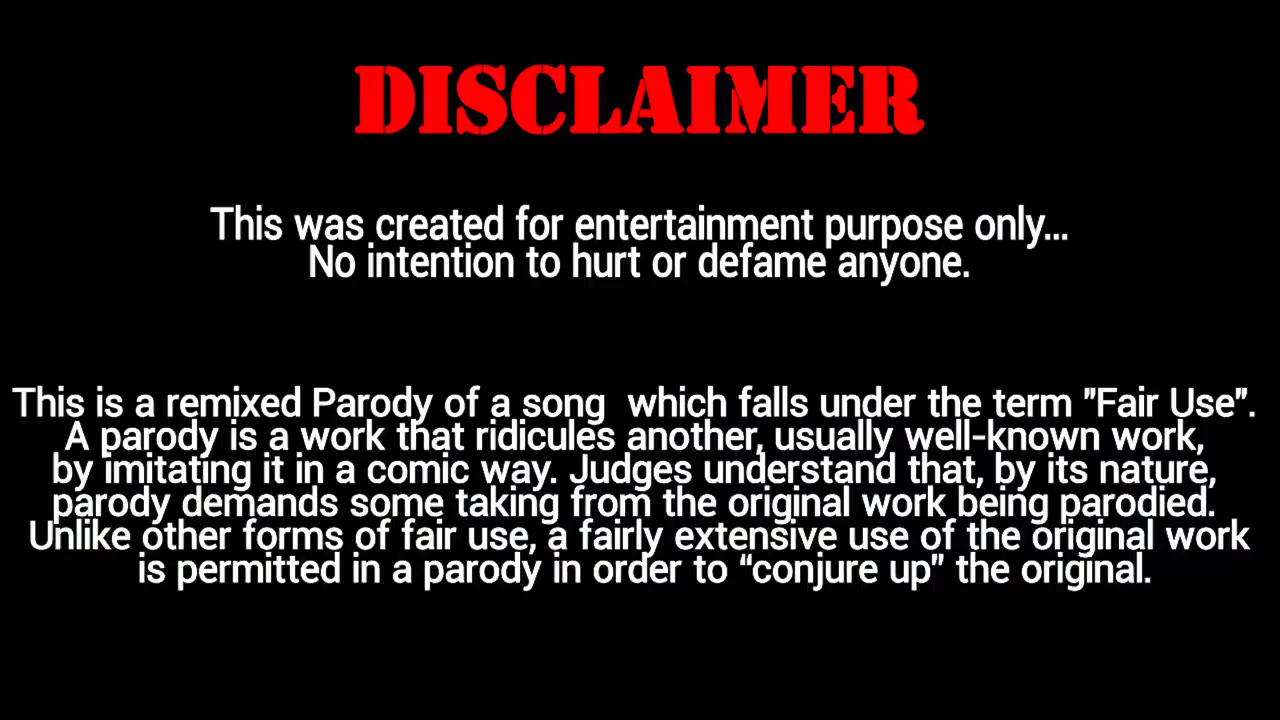 DISCLAIMER
This was created for entertainment purpose only...
No intention to hurt or defame anyone.
This is a remixed Parody of a song  which falls under the term "Fair Use".
A parody is a work that ridicules another, usually well-known work,
by imitating it in a comic way. Judges understand that, by its nature,
parody demands some taking from the original work being parodied.
Unlike other forms of fair use, a fairly extensive use of the original work
is permitted in a parody in order to “conjure up” the original.